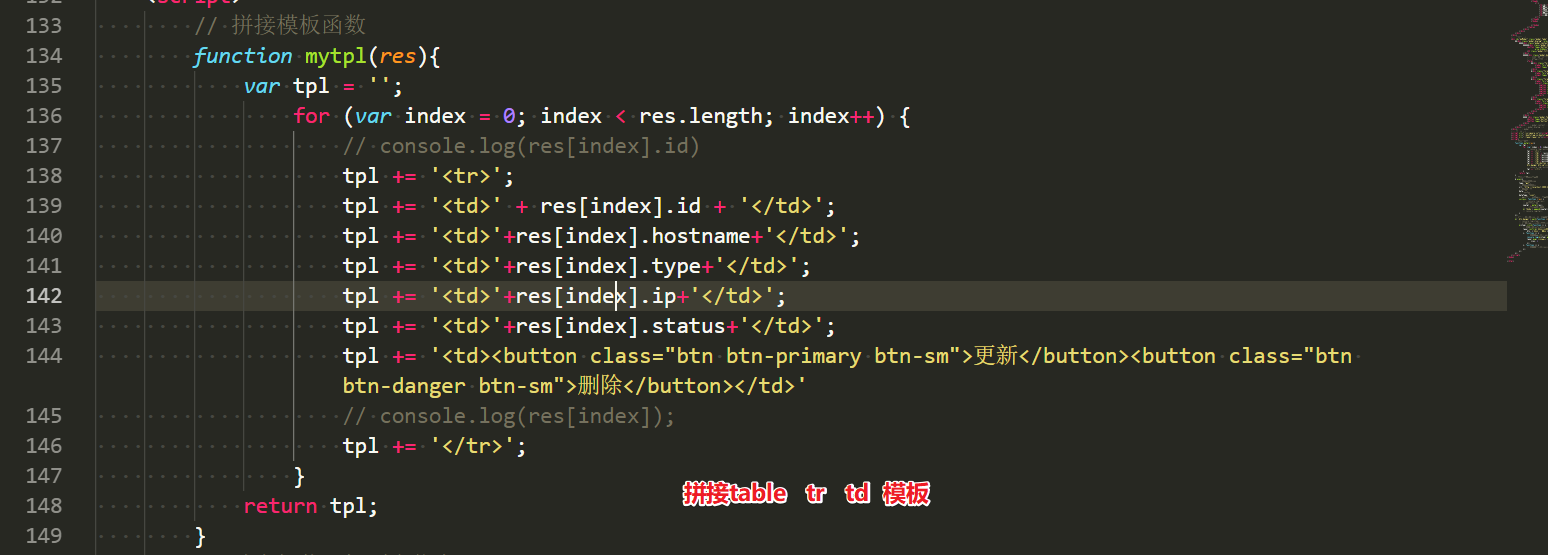 133 // 拼接模板函数
134 function mytpl(res){
135 var tpl = '';
136 for (var index = 0; index < res.length; index++) {
137 // console.log(res[index].id)
138 tpl += '<tr>';
139 tpl += '<td>' + res[index].id + '</td>';
140 tpl += '<td>'+res[index].hostname+'</td>';
141 tpl += '<td>'+res[index].type+'</td>';
142 tpl += '<td>'+res[index].ip+'</td>';
143 tpl += '<td>'+res[index].status+'</td>';
144 tpl += '<td><button class="btn btn-primary btn-sm">更新</button><button class="btn
btn-danger btn-sm">删除</button></td>'
145 // console.log(res[index]);
146 tpl += '</tr>';
147 }
拼接table tr td 模板
148 return tpl;
149 }